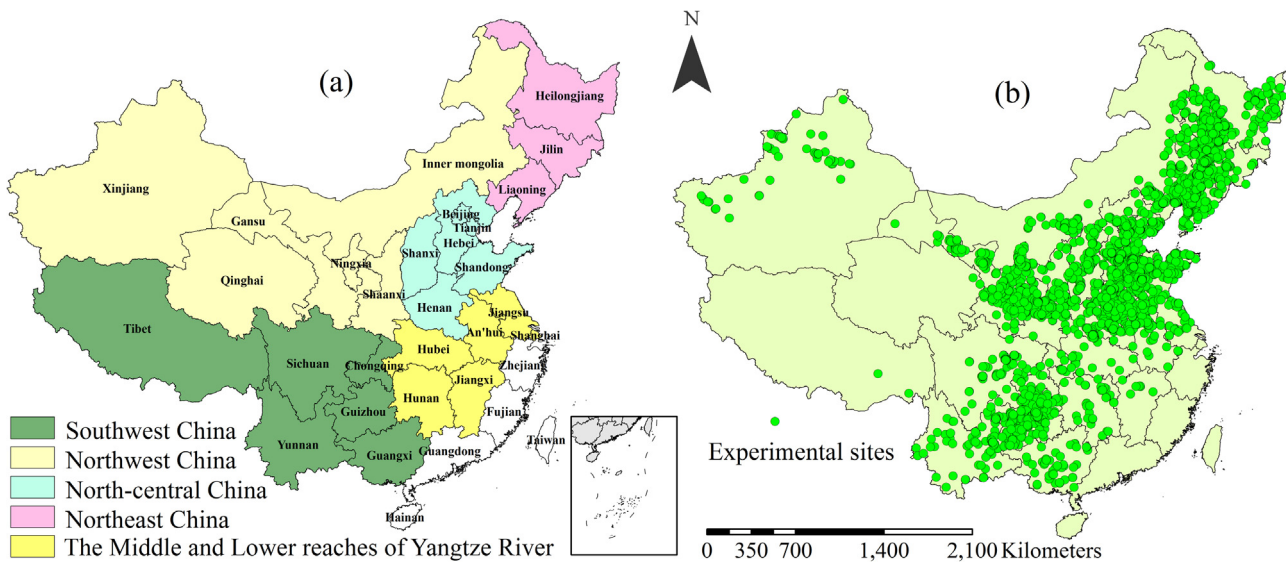 (a)
Heilongjiang
Jilin
Liaoning
Inner mongolia
Xinjiang
Gansu
Beijing
Tianjin
Hebei
Shanxi
Ningxia
Shandong
Qinghai
Shaanxi
Henan
Jiangsu
Tibet
An'hui
Shanghai
Hubei
Sichuan
Chongqing
Zhejiang
Jiangxi
Hunan
Guizhou
Fujian
Yunnan
Guangxi
Guangdong
Taiwan
Hainan
Southwest China
Northwest China
North-central China
Northeast China
The Middle and Lower reaches of Yangtze River
N
(b)
Experimental sites
0 350 700 1,400 2,100 Kilometers